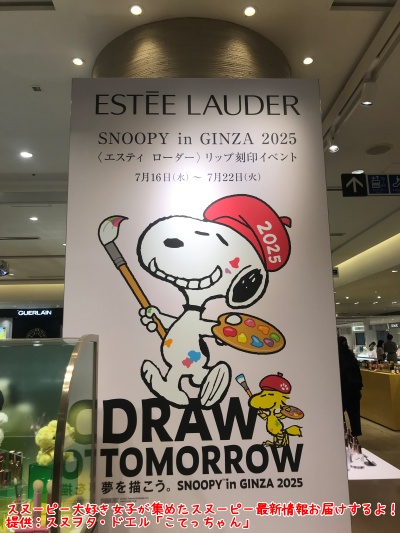 ESTĒE LAUDER
SNOOPY in GINZA 2025
〈エスティ ローダー〉リップ刻印イベント
7月16日(水) ～ 7月22日(火)
2025
GUERLAIN
DRAW
TOMORROW
夢を描こう。SNOOPY in GINZA 2025
スヌーピー大好き女子が集めたスヌーピー最新情報お届けするよ！
提供：スヌヲタ・ドエル「こてっちゃん」